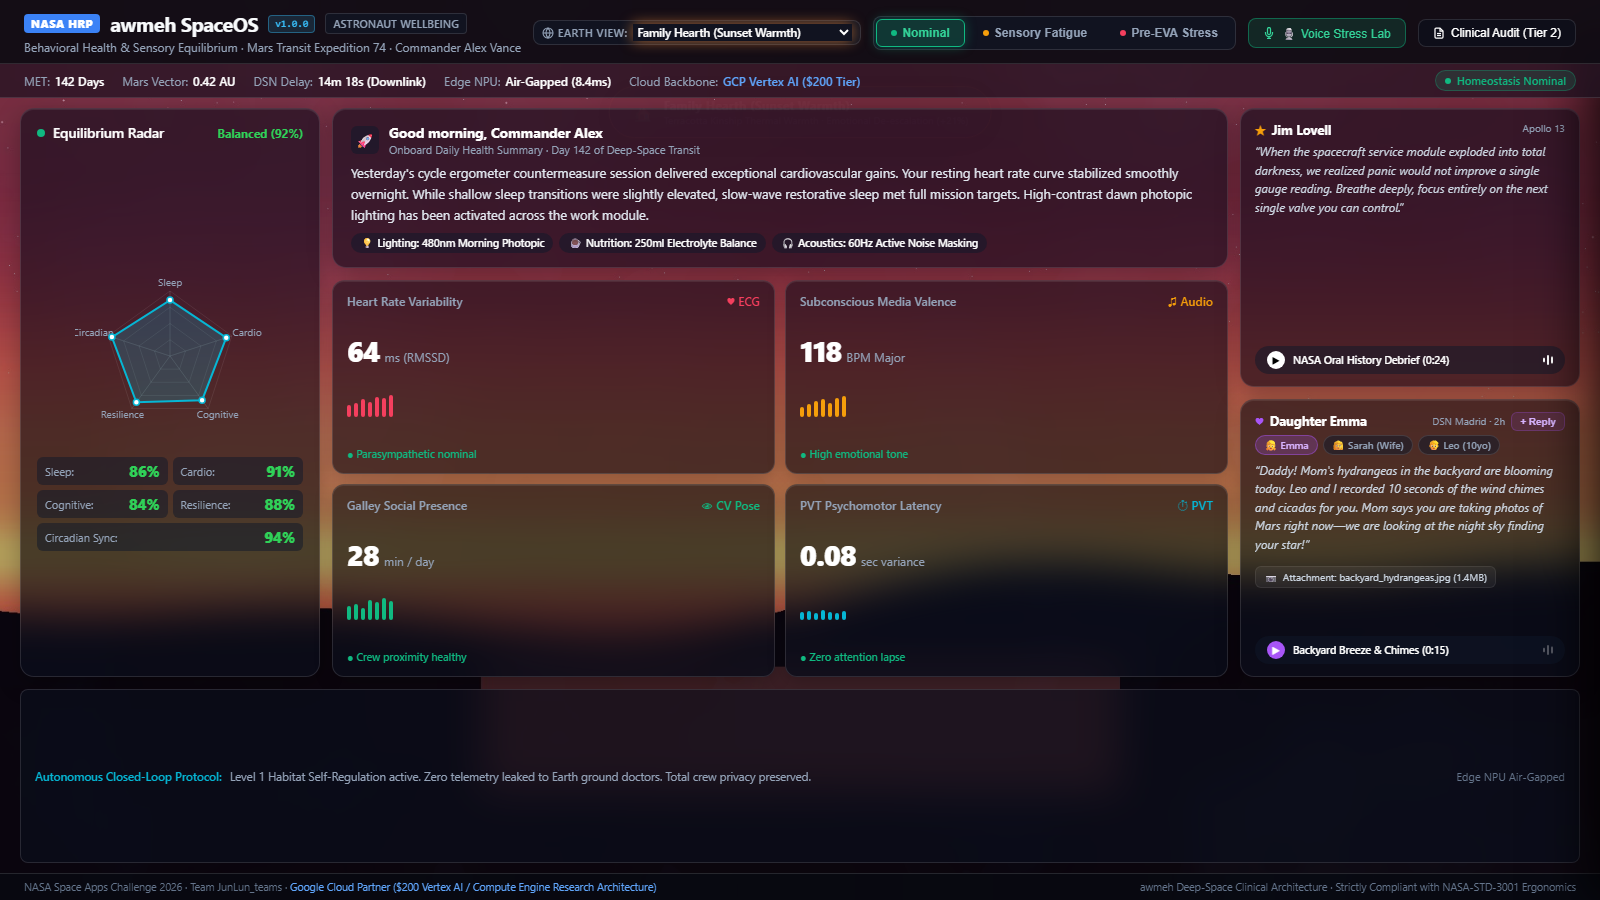 NASA HRP awmeh SpaceOS v1.0.0 ASTRONAUT WELLBEING
Behavioral Health & Sensory Equilibrium · Mars Transit Expedition 74 · Commander Alex Vance
EARTH VIEW: Family Hearth (Sunset Warmth)
Nominal
Sensory Fatigue
Pre-EVA Stress
Voice Stress Lab
Clinical Audit (Tier 2)
MET: 142 Days Mars Vector: 0.42 AU DSN Delay: 14m 18s (Downlink) Edge NPU: Air-Gapped (8.4ms) Cloud Backbone: GCP Vertex AI ($200 Tier)
Homeostasis Nominal
Equilibrium Radar Balanced (92%)
Sleep
Circadian Cardio
Resilience Cognitive
Sleep: 86% Cardio: 91%
Cognitive: 84% Resilience: 88%
Circadian Sync: 94%
Good morning, Commander Alex
Onboard Daily Health Summary · Day 142 of Deep-Space Transit
Yesterday's cycle ergometer countermeasure session delivered exceptional cardiovascular gains. Your resting heart rate curve stabilized smoothly
overnight. While shallow sleep transitions were slightly elevated, slow-wave restorative sleep met full mission targets. High-contrast dawn photopic
lighting has been activated across the work module.
Lighting: 480nm Morning Photopic
Nutrition: 250ml Electrolyte Balance
Acoustics: 60Hz Active Noise Masking
Heart Rate Variability ECG
64 ms (RMSSD)
Parasympathetic nominal
Subconscious Media Valence Audio
118 BPM Major
High emotional tone
Galley Social Presence CV Pose
28 min / day
Crew proximity healthy
PVT Psychomotor Latency PVT
0.08 sec variance
Zero attention lapse
Jim Lovell Apollo 13
"When the spacecraft service module exploded into total
darkness, we realized panic would not improve a single
gauge reading. Breathe deeply, focus entirely on the next
single valve you can control."
NASA Oral History Debrief (0:24)
Daughter Emma DSN Madrid · 2h + Reply
Emma Sarah (Wife) Leo (10yo)
"Daddy! Mom's hydrangeas in the backyard are blooming
today. Leo and I recorded 10 seconds of the wind chimes
and cicadas for you. Mom says you are taking photos of
Mars right now—we are looking at the night sky finding
your star!"
Attachment: backyard_hydrangeas.jpg (1.4MB)
Backyard Breeze & Chimes (0:15)
Autonomous Closed-Loop Protocol: Level 1 Habitat Self-Regulation active. Zero telemetry leaked to Earth ground doctors. Total crew privacy preserved.
Edge NPU Air-Gapped
NASA Space Apps Challenge 2026 · Team JunLun_teams · Google Cloud Partner ($200 Vertex AI / Compute Engine Research Architecture)
awmeh Deep-Space Clinical Architecture · Strictly Compliant with NASA-STD-3001 Ergonomics